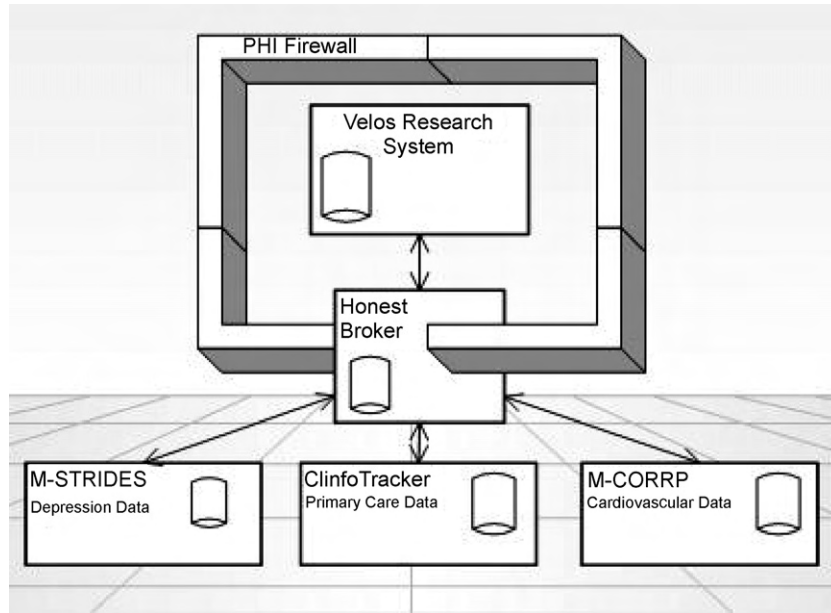 PHI Firewall
Velos Research
System
Honest
Broker
M-STRIDES
Depression Data
ClinfoTracker
Primary Care Data
M-CORRP
Cardiovascular Data